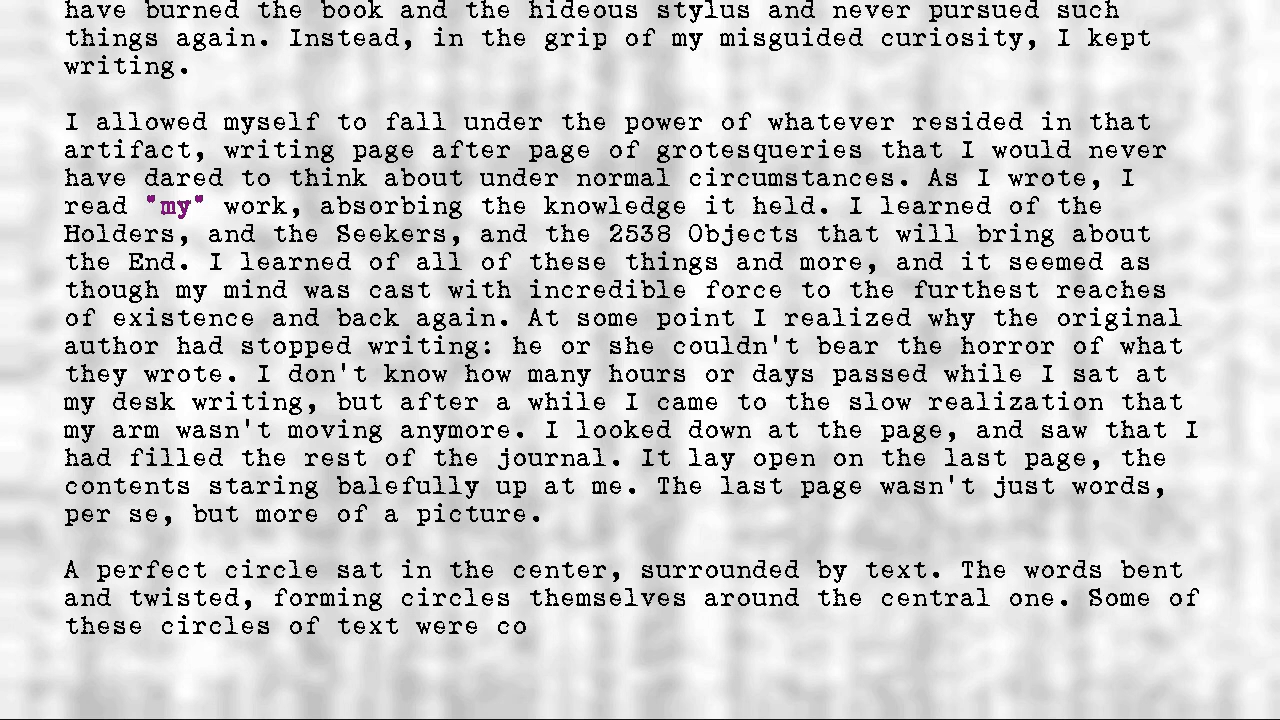 have burned the book and the hideous stylus and never pursued such
things again. Instead, in the grip of my misguided curiosity, I kept
writing.
I allowed myself to fall under the power of whatever resided in that
artifact, writing page after page of grotesqueries that I would never
have dared to think about under normal circumstances. As I wrote, I
read "my" work, absorbing the knowledge it held. I learned of the
Holders, and the Seekers, and the 2538 Objects that will bring about
the End. I learned of all of these things and more, and it seemed as
though my mind was cast with incredible force to the furthest reaches
of existence and back again. At some point I realized why the original
author had stopped writing: he or she couldn't bear the horror of what
they wrote. I don't know how many hours or days passed while I sat at
my desk writing, but after a while I came to the slow realization that
my arm wasn't moving anymore. I looked down at the page, and saw that I
had filled the rest of the journal. It lay open on the last page, the
contents staring balefully up at me. The last page wasn't just words,
per se, but more of a picture.
A perfect circle sat in the center, surrounded by text. The words bent
and twisted, forming circles themselves around the central one. Some of
these circles of text were co